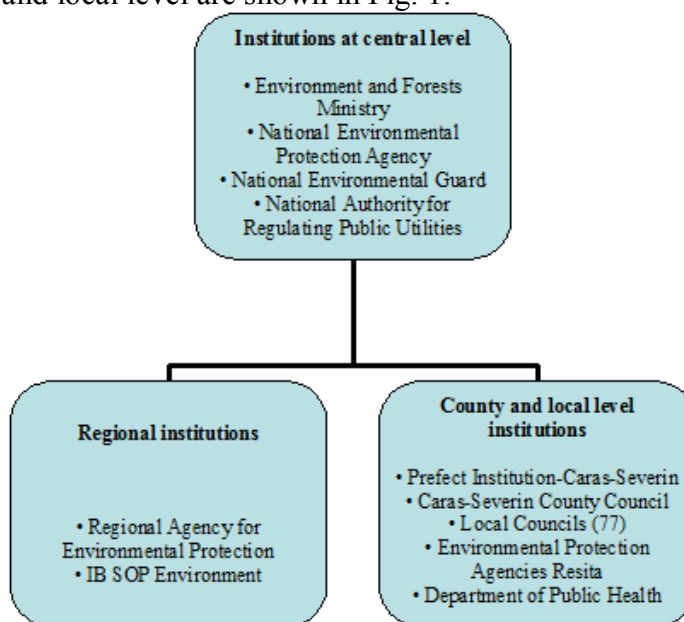 and local level are shown in Fig. 1.
Institutions at central level
• Environment and Forests
Ministry
• National Environmental
Protection Agency
• National Environmental Guard
• National Authority for
Regulating Public Utilities
Regional institutions
• Regional Agency for
Environmental Protection
• IB SOP Environment
County and local level
institutions
• Prefect Institution-Caras-Severin
• Caras-Severin County Council
• Local Councils (77)
• Environmental Protection
Agencies Resita
• Department of Public Health